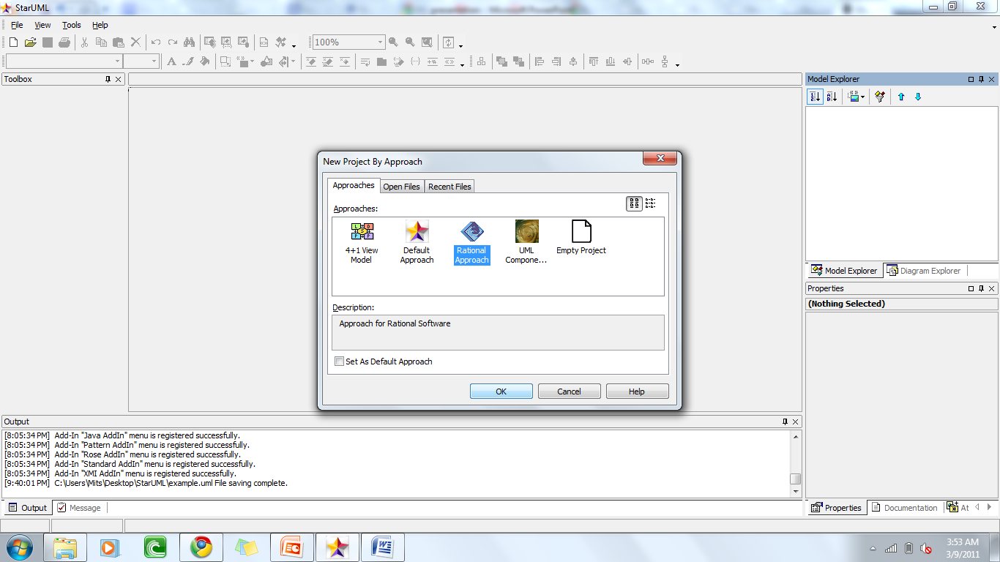 StarUML
File View Tools Help
100%
Toolbox
Model Explorer
New Project By Approach
Approaches Open Files Recent Files
Approaches:
4+1 View Model
Default Approach
Rational Approach
UML Compone...
Empty Project
Description:
Approach for Rational Software
Set As Default Approach
OK Cancel Help
Model Explorer Diagram Explorer
Properties
(Nothing Selected)
Output
[8:05:34 PM] Add-In "Java AddIn" menu is registered successfully.
[8:05:34 PM] Add-In "Pattern AddIn" menu is registered successfully.
[8:05:34 PM] Add-In "Rose AddIn" menu is registered successfully.
[8:05:34 PM] Add-In "Standard AddIn" menu is registered successfully.
[8:05:34 PM] Add-In "XMI AddIn" menu is registered successfully.
[9:40:01 PM] C:\Users\Mits\Desktop\StarUML\example.uml File saving complete.
Output Message
Properties Documentation At
3:53 AM
3/9/2011